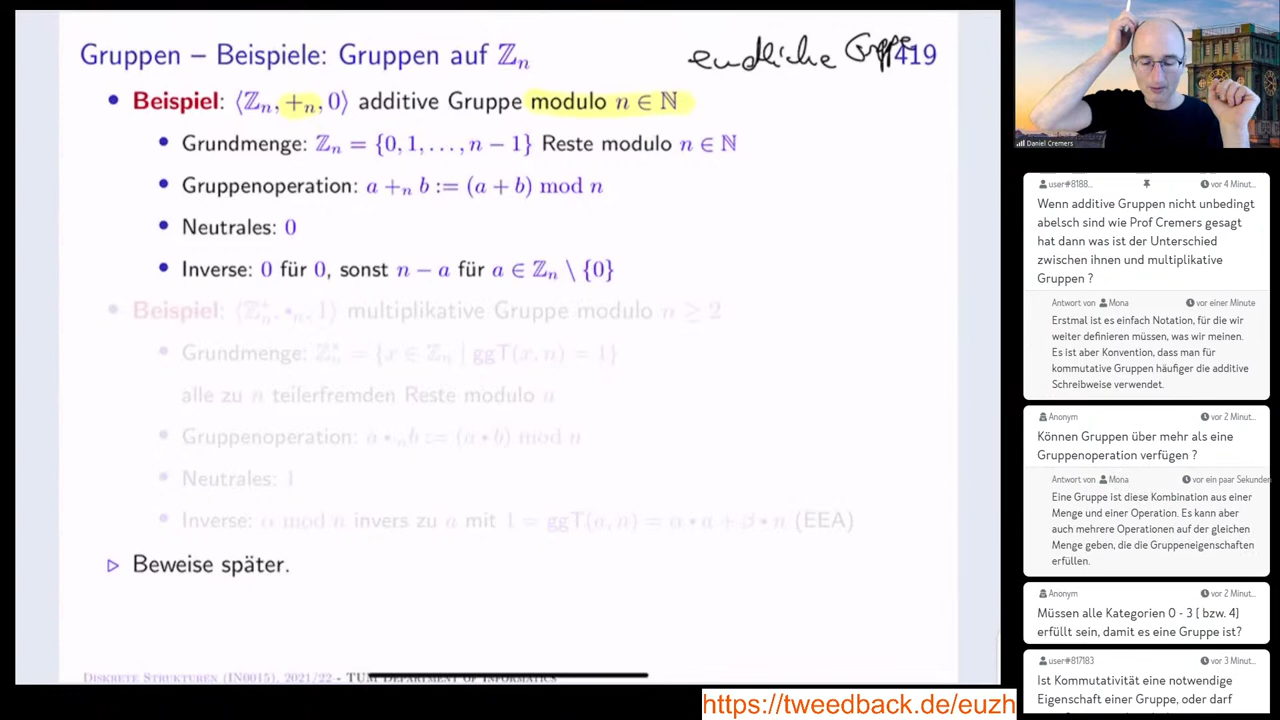 Gruppen – Beispiele: Gruppen auf ℤₙ
endliche Gruppe
419
• Beispiel: ⟨ℤₙ, +ₙ, 0⟩ additive Gruppe modulo n ∈ ℕ
• Grundmenge: ℤₙ = {0, 1, . . . , n − 1} Reste modulo n ∈ ℕ
• Gruppenoperation: a +ₙ b := (a + b) mod n
• Neutrales: 0
• Inverse: 0 für 0, sonst n − a für a ∈ ℤₙ \ {0}
• Beispiel: ⟨ℤₙ*, •ₙ, 1⟩ multiplikative Gruppe modulo n ≥ 2
• Grundmenge: ℤₙ* = {x ∈ ℤₙ | ggT(x, n) = 1}
alle zu n teilerfremden Reste modulo n
• Gruppenoperation: a •ₙ b := (a • b) mod n
• Neutrales: 1
• Inverse: α mod n invers zu a mit 1 = ggT(a, n) = α • a + β • n (EEA)
▷ Beweise später.
Diskrete Strukturen (IN0015), 2021/22 - TUM Department of Informatics
Daniel Cremers
user#8188... vor 4 Minut...
Wenn additive Gruppen nicht unbedingt
abelsch sind wie Prof Cremers gesagt
hat dann was ist der Unterschied
zwischen ihnen und multiplikative
Gruppen ?
Antwort von Mona vor einer Minute
Erstmal ist es einfach Notation, für die wir
weiter definieren müssen, was wir meinen.
Es ist aber Konvention, dass man für
kommutative Gruppen häufiger die additive
Schreibweise verwendet.
Anonym vor 2 Minut...
Können Gruppen über mehr als eine
Gruppenoperation verfügen ?
Antwort von Mona vor ein paar Sekunden
Eine Gruppe ist diese Kombination aus einer
Menge und einer Operation. Es kann aber
auch mehrere Operationen auf der gleichen
Menge geben, die die Gruppeneigenschaften
erfüllen.
Anonym vor 2 Minut...
Müssen alle Kategorien 0 - 3 ( bzw. 4)
erfüllt sein, damit es eine Gruppe ist?
user#817183 vor 3 Minut...
Ist Kommutativität eine notwendige
Eigenschaft einer Gruppe, oder darf
https://tweedback.de/euzh